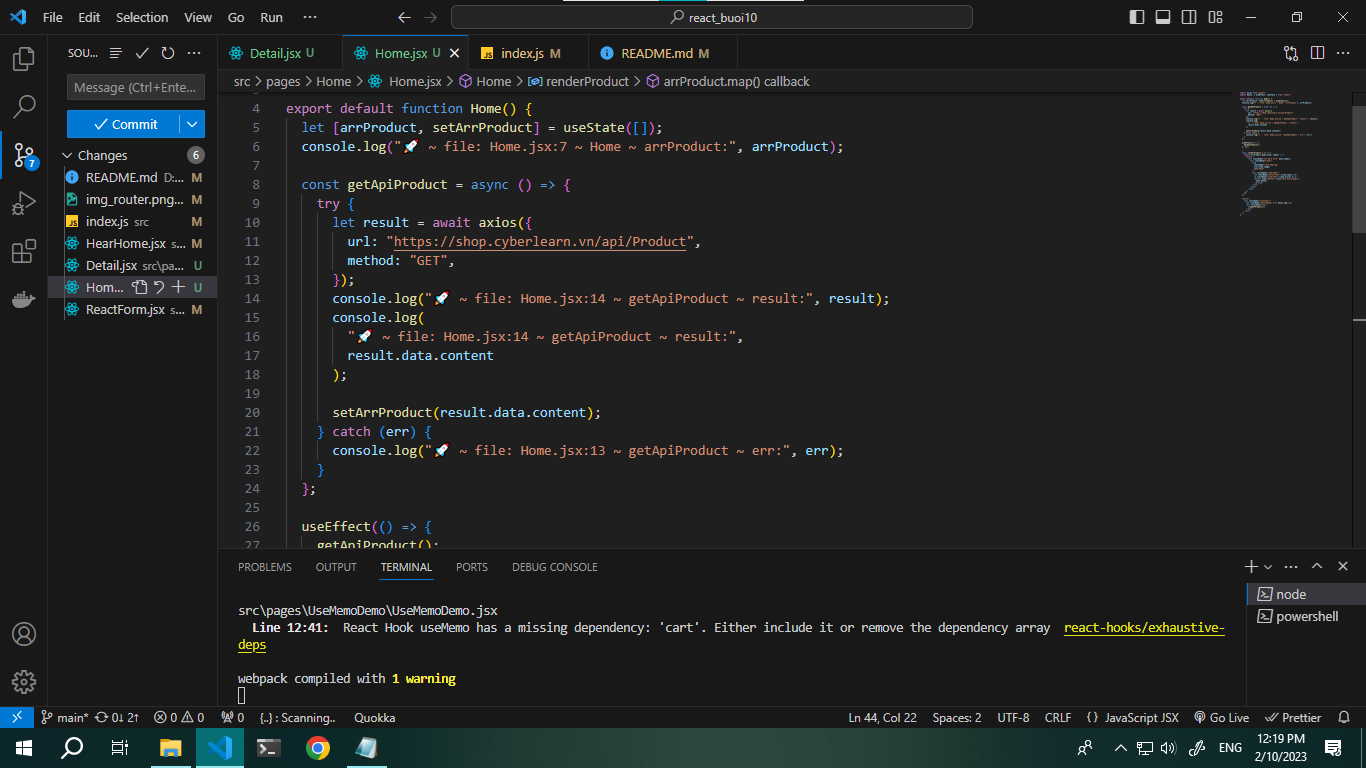 File Edit Selection View Go Run ··· react_buoi10
SOU...
Message (Ctrl+Ente...
Commit
Changes 6
README.md D:... M
img_router.png... M
index.js src M
HearHome.jsx s... M
Detail.jsx src\pa... U
Hom... U
ReactForm.jsx s... M
7
Detail.jsx U Home.jsx U index.js M README.md M
src > pages > Home > Home.jsx > Home > renderProduct > arrProduct.map() callback
4 export default function Home() {
5 let [arrProduct, setArrProduct] = useState([]);
6 console.log("🚀 ~ file: Home.jsx:7 ~ Home ~ arrProduct:", arrProduct);
7
8 const getApiProduct = async () => {
9 try {
10 let result = await axios({
11 url: "https://shop.cyberlearn.vn/api/Product",
12 method: "GET",
13 });
14 console.log("🚀 ~ file: Home.jsx:14 ~ getApiProduct ~ result:", result);
15 console.log(
16 "🚀 ~ file: Home.jsx:14 ~ getApiProduct ~ result:",
17 result.data.content
18 );
19
20 setArrProduct(result.data.content);
21 } catch (err) {
22 console.log("🚀 ~ file: Home.jsx:13 ~ getApiProduct ~ err:", err);
23 }
24 };
25
26 useEffect(() => {
27 getApiProduct();
PROBLEMS OUTPUT TERMINAL PORTS DEBUG CONSOLE
src\pages\UseMemoDemo\UseMemoDemo.jsx
Line 12:41: React Hook useMemo has a missing dependency: 'cart'. Either include it or remove the dependency array react-hooks/exhaustive-
deps
webpack compiled with 1 warning
node
powershell
main* 0↓ 2↑ 0 0 0 {..} : Scanning.. Quokka Ln 44, Col 22 Spaces: 2 UTF-8 CRLF {} JavaScript JSX Go Live Prettier
ENG 12:19 PM
2/10/2023